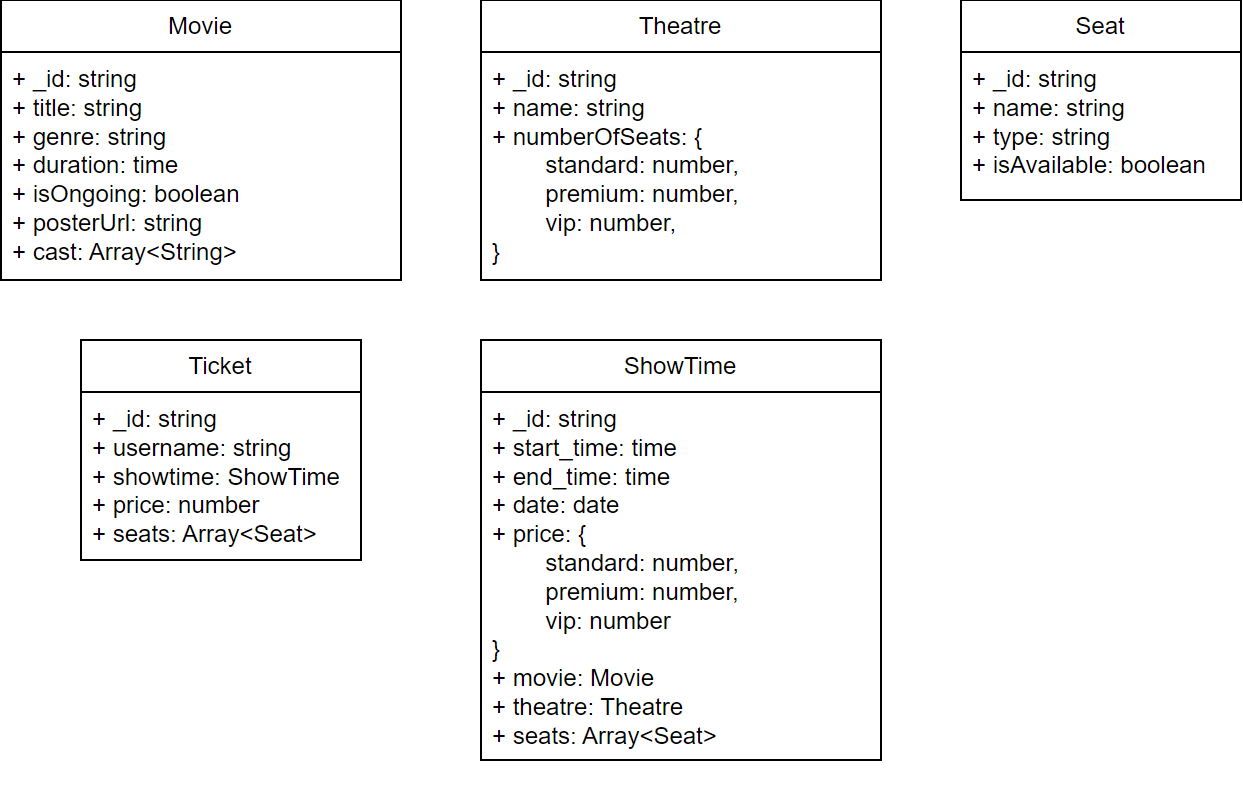 Movie
+ _id: string
+ title: string
+ genre: string
+ duration: time
+ isOngoing: boolean
+ posterUrl: string
+ cast: Array<String>
Theatre
+ _id: string
+ name: string
+ numberOfSeats: {
standard: number,
premium: number,
vip: number,
}
Seat
+ _id: string
+ name: string
+ type: string
+ isAvailable: boolean
Ticket
+ _id: string
+ username: string
+ showtime: ShowTime
+ price: number
+ seats: Array<Seat>
ShowTime
+ _id: string
+ start_time: time
+ end_time: time
+ date: date
+ price: {
standard: number,
premium: number,
vip: number
}
+ movie: Movie
+ theatre: Theatre
+ seats: Array<Seat>